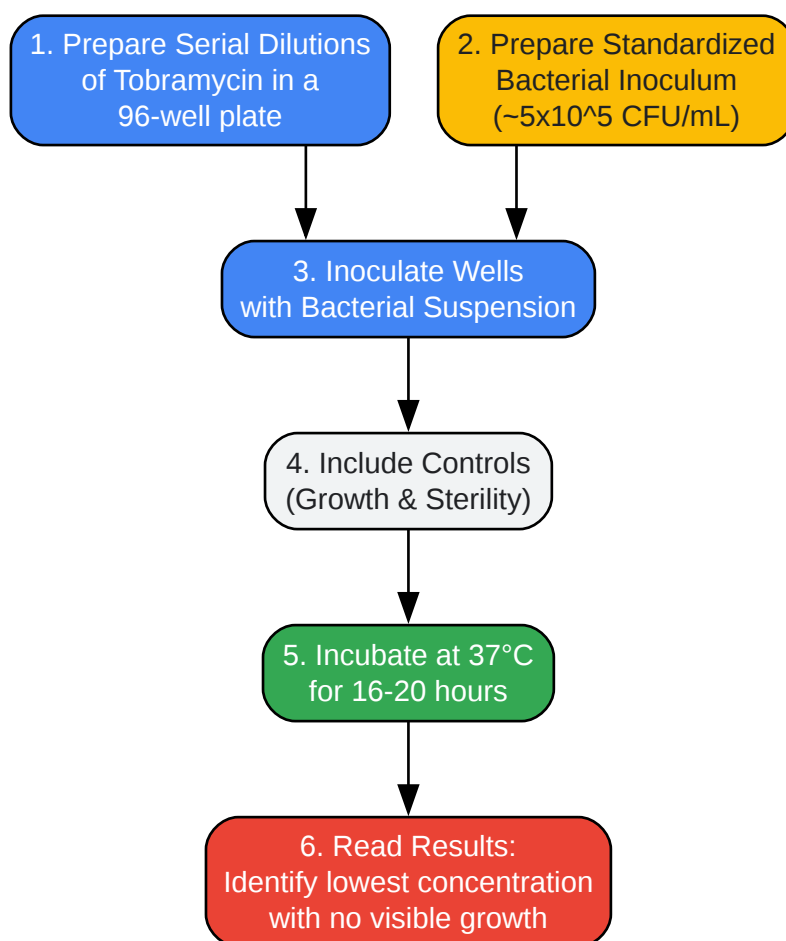 1. Prepare Serial Dilutions
of Tobramycin in a
96-well plate
2. Prepare Standardized
Bacterial Inoculum
(~5x10^5 CFU/mL)
3. Inoculate Wells
with Bacterial Suspension
4. Include Controls
(Growth & Sterility)
5. Incubate at 37°C
for 16-20 hours
6. Read Results:
Identify lowest concentration
with no visible growth